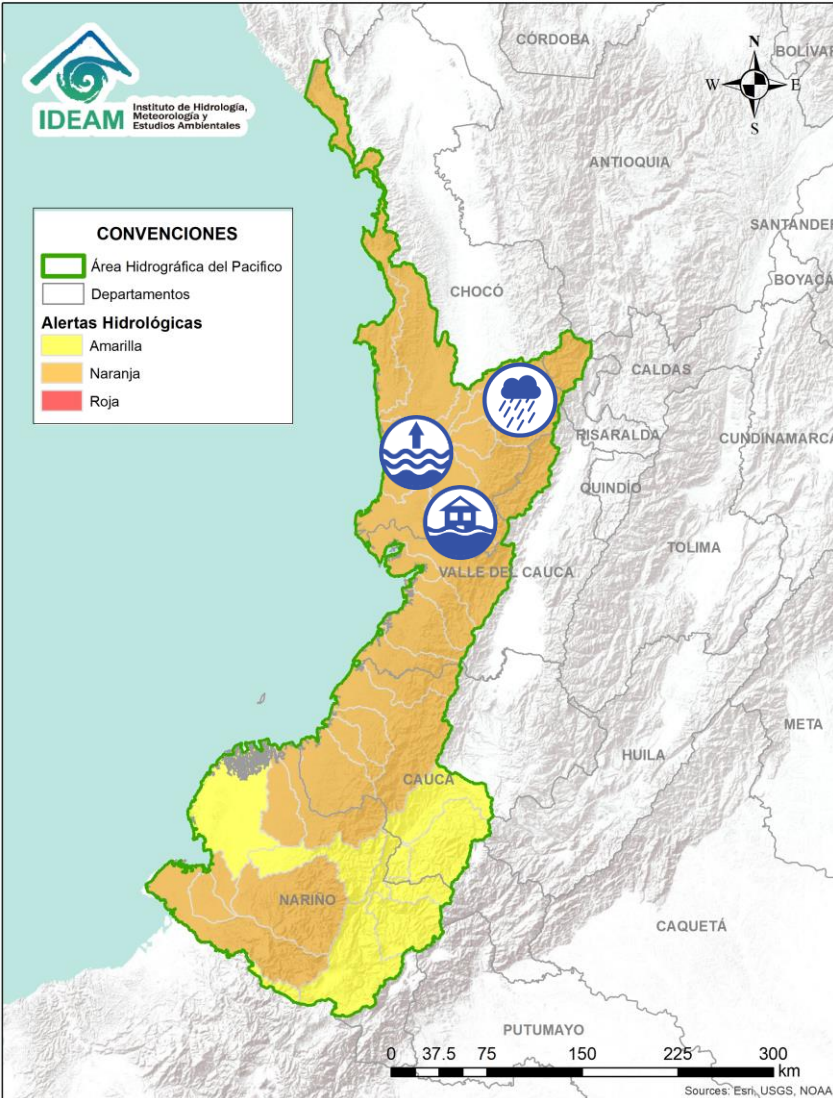 IDEAM
Instituto de Hidrología,
Meteorología y
Estudios Ambientales
CÓRDOBA
BOLÍVAR
N
W
E
S
ANTIOQUIA
SANTANDER
BOYACÁ
CONVENCIONES
Área Hidrográfica del Pacifico
Departamentos
Alertas Hidrológicas
Amarilla
Naranja
Roja
CHOCÓ
CALDAS
RISARALDA
CUNDINAMARCA
QUINDÍO
TOLIMA
VALLE DEL CAUCA
META
HUILA
CAUCA
NARIÑO
CAQUETÁ
PUTUMAYO
0 37.5 75 150 225 300
km
Sources: Esri, USGS, NOAA